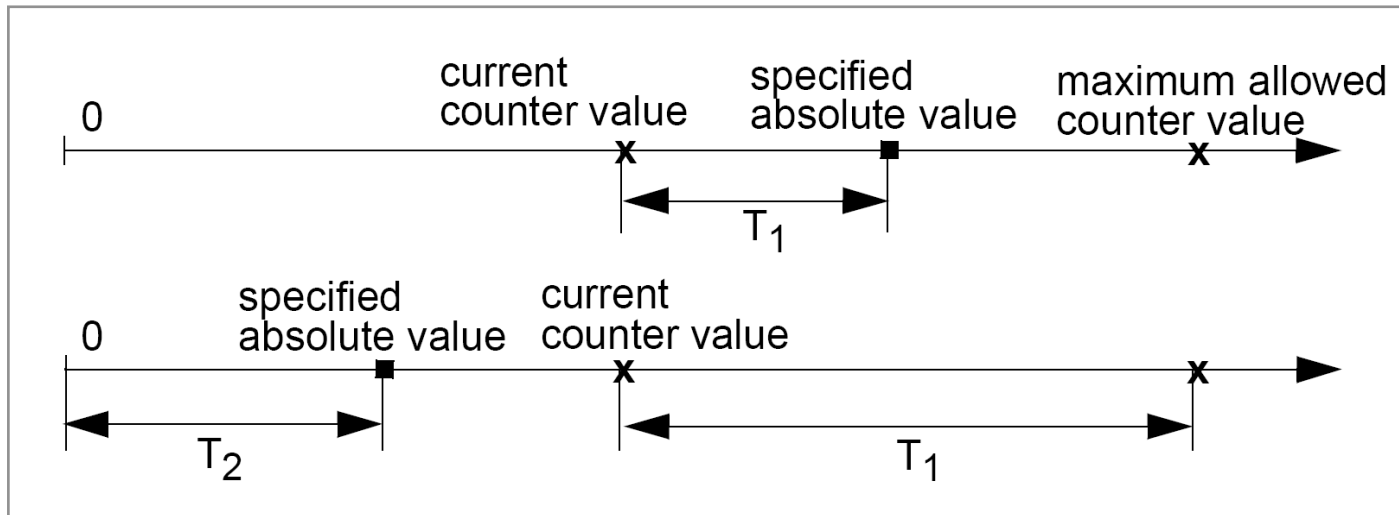 current
counter value
specified
absolute value
maximum allowed
counter value
0
x
x
T1
specified
absolute value
current
counter value
0
x
x
T2
T1